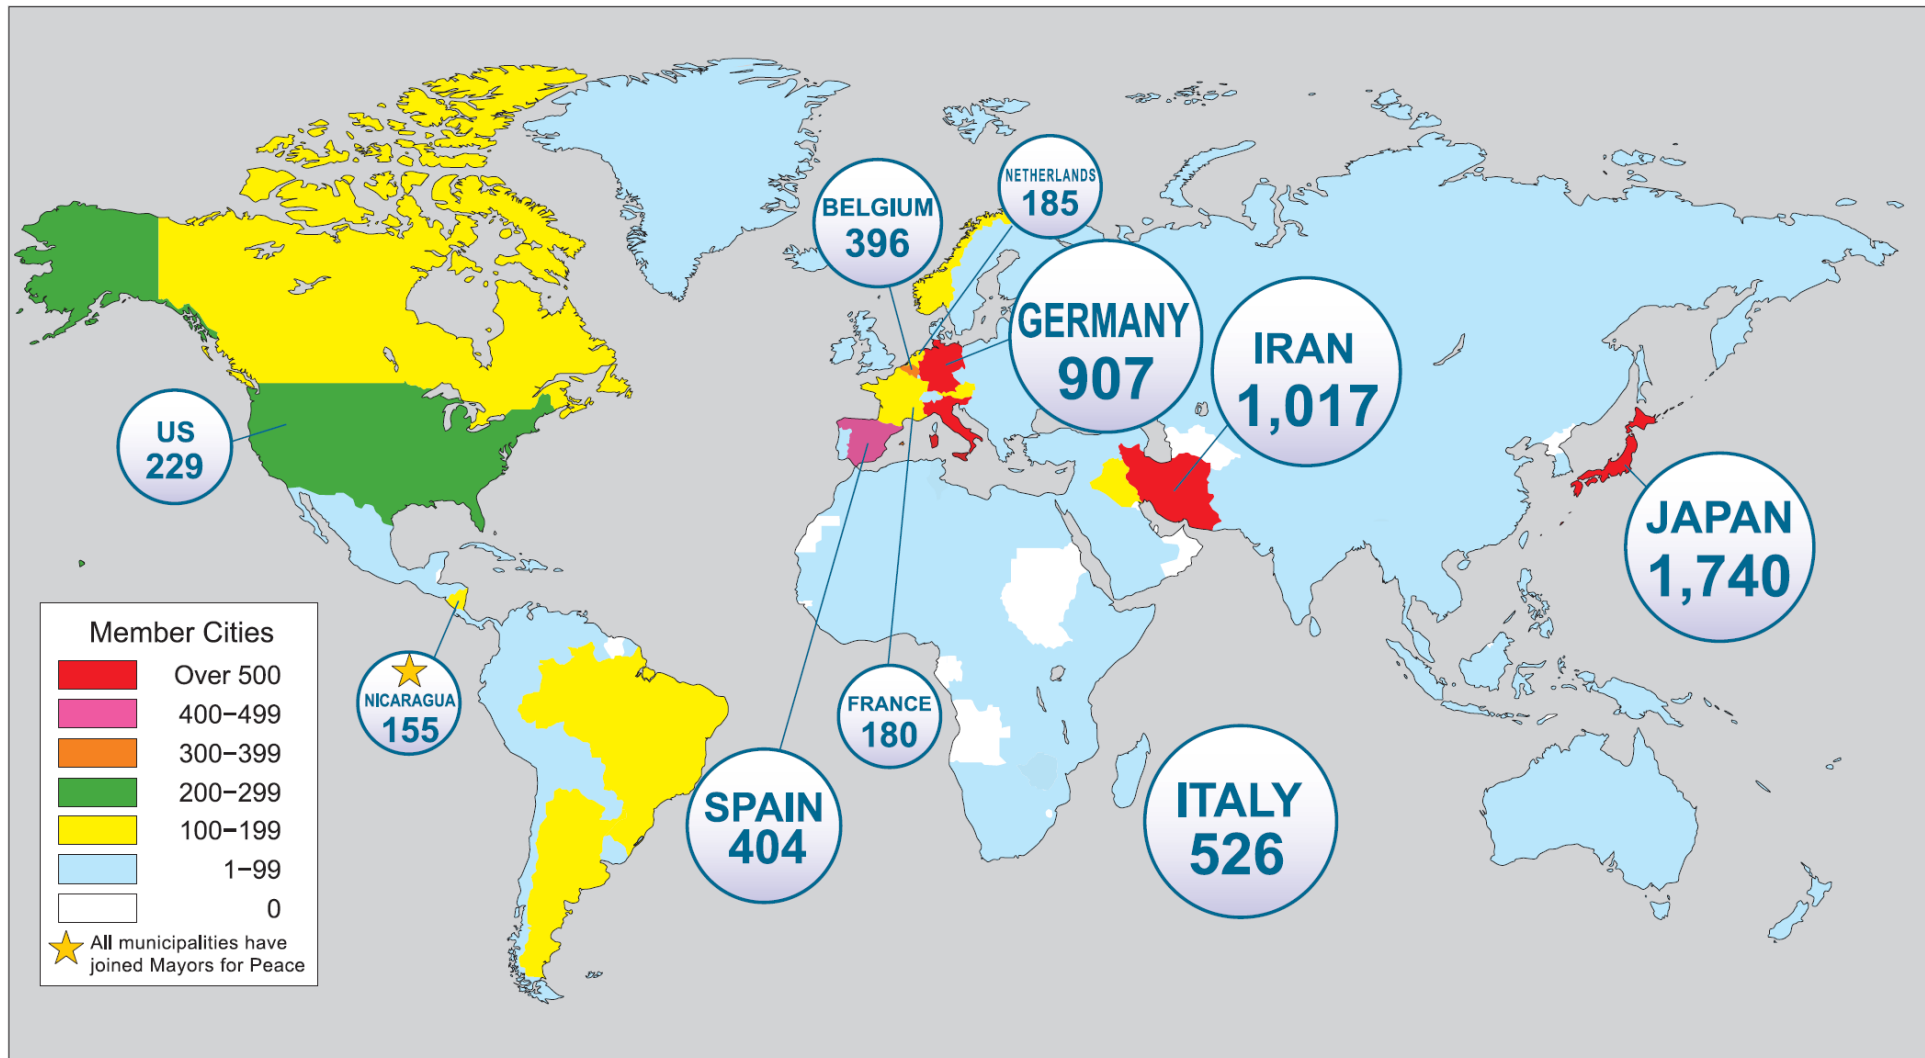 NETHERLANDS
185
BELGIUM
396
GERMANY
907
IRAN
1,017
US
229
JAPAN
1,740
NICARAGUA
155
FRANCE
180
SPAIN
404
ITALY
526
Member Cities
Over 500
400−499
300−399
200−299
100−199
1−99
0
All municipalities have
joined Mayors for Peace